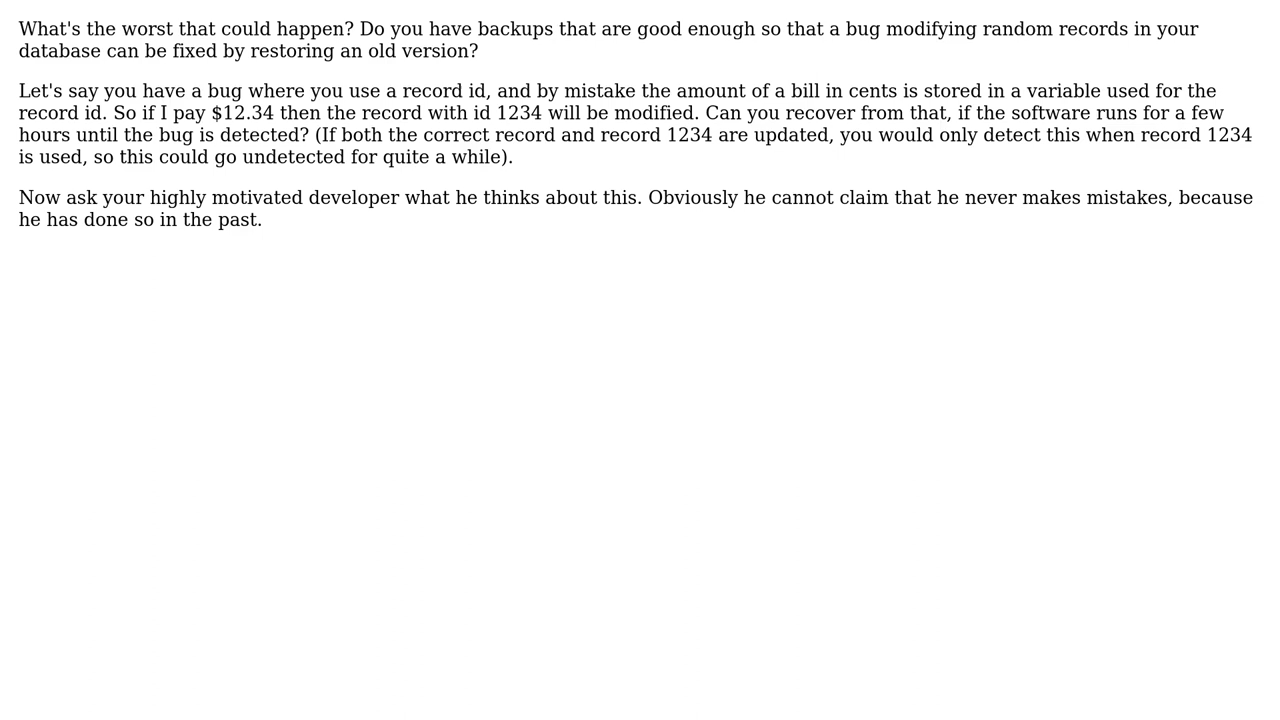 What's the worst that could happen? Do you have backups that are good enough so that a bug modifying random records in your
database can be fixed by restoring an old version?
Let's say you have a bug where you use a record id, and by mistake the amount of a bill in cents is stored in a variable used for the
record id. So if I pay $12.34 then the record with id 1234 will be modified. Can you recover from that, if the software runs for a few
hours until the bug is detected? (If both the correct record and record 1234 are updated, you would only detect this when record 1234
is used, so this could go undetected for quite a while).
Now ask your highly motivated developer what he thinks about this. Obviously he cannot claim that he never makes mistakes, because
he has done so in the past.